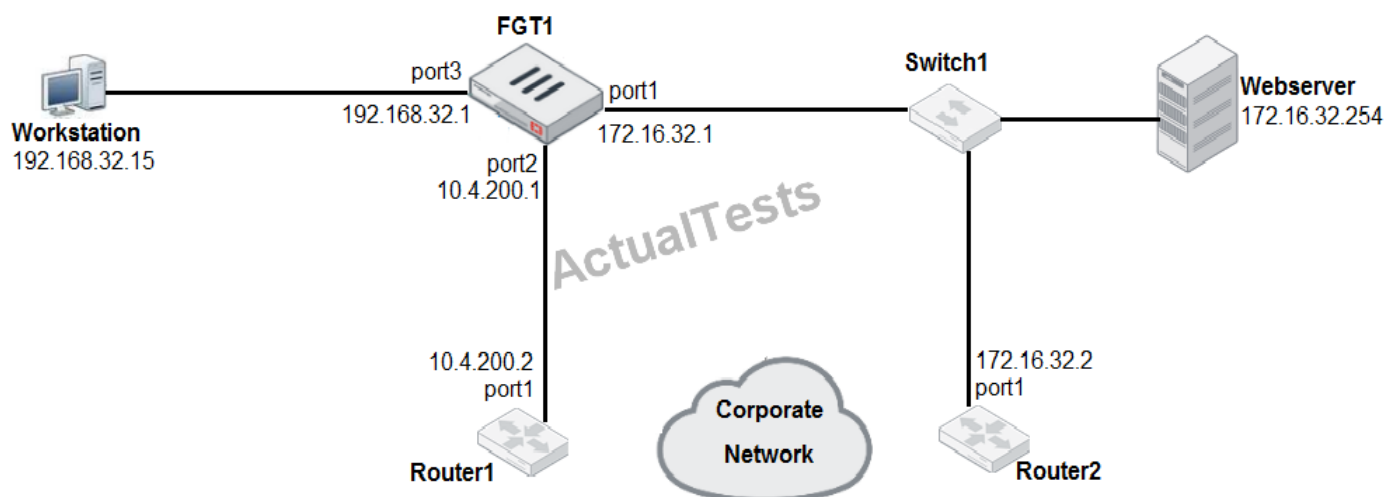 FGT1
port3
192.168.32.1
port1
172.16.32.1
port2
10.4.200.1
Workstation
192.168.32.15
Switch1
Webserver
172.16.32.254
ActualTests
10.4.200.2
port1
Router1
Corporate
Network
172.16.32.2
port1
Router2